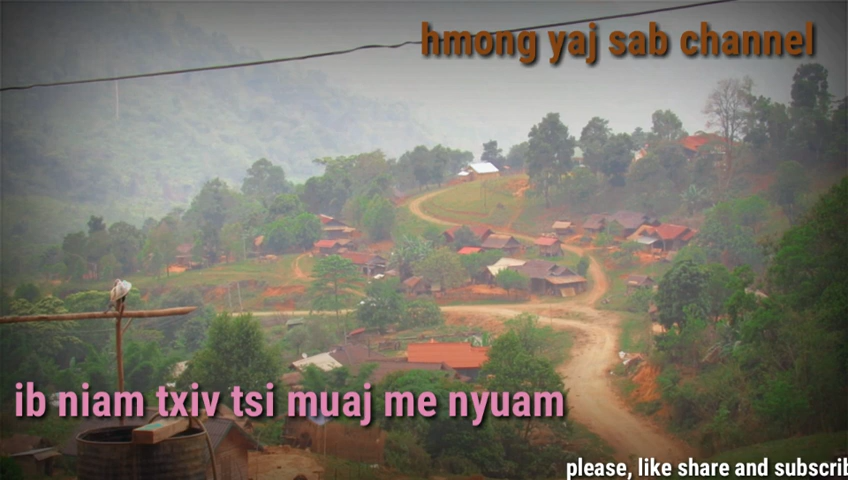 hmong yaj sab channel
ib niam txiv tsi muaj me nyuam
please, like share and subscrib